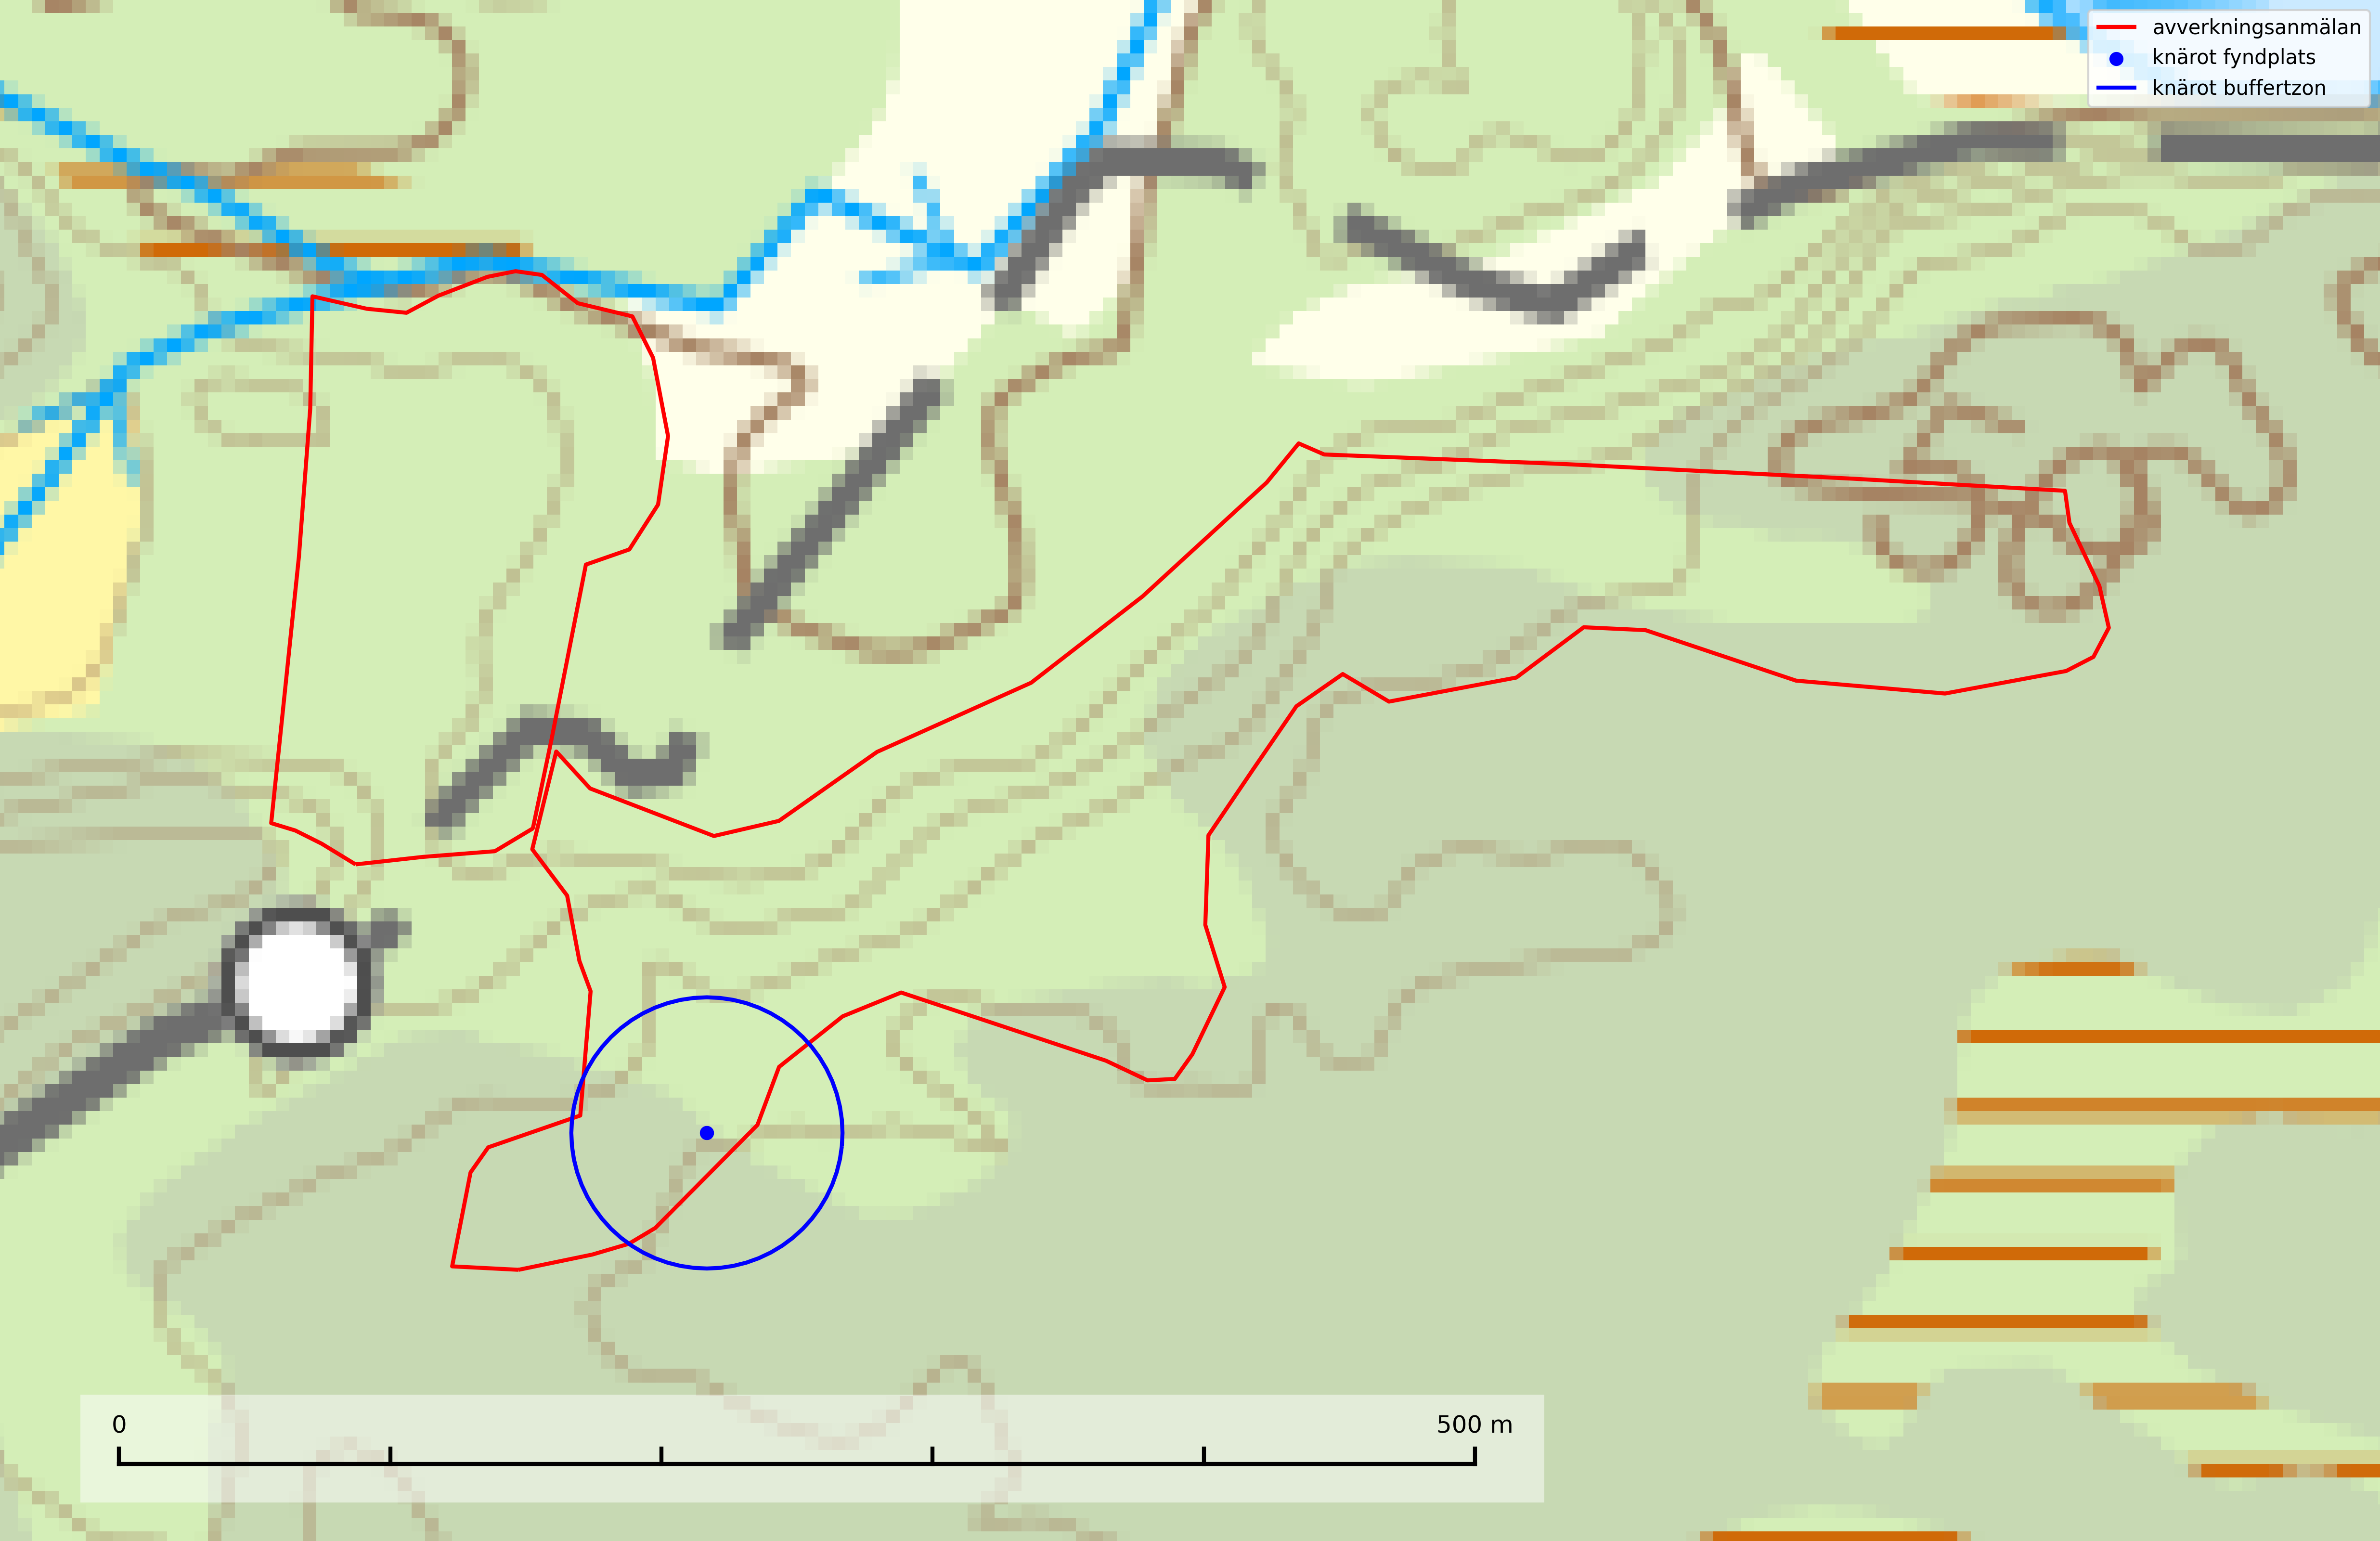 avverkningsanmälan
knärot fyndplats
knärot buffertzon
0
500 m